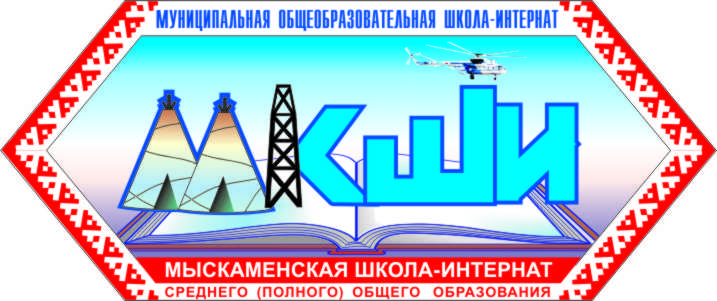 МУНИЦИПАЛЬНАЯ ОБЩЕОБРАЗОВАТЕЛЬНАЯ ШКОЛА-ИНТЕРНАТ
МКШИ
МЫСКАМЕНСКАЯ ШКОЛА-ИНТЕРНАТ
СРЕДНЕГО (ПОЛНОГО) ОБЩЕГО ОБРАЗОВАНИЯ